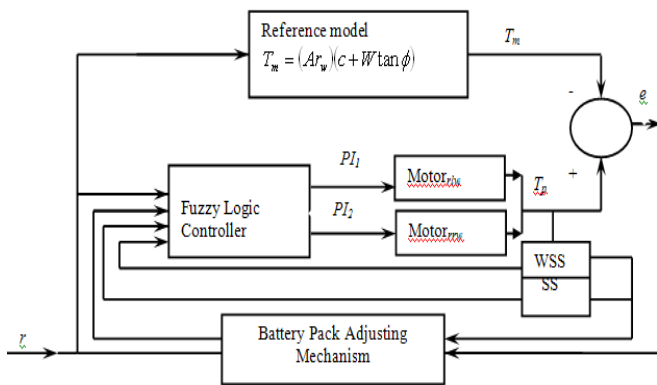 Reference model
T_m = (Ar_w)(c + W tan ϕ)
T_m
-
e
PI_1
Motor_rlw
T_p
+
Fuzzy Logic
Controller
PI_2
Motor_rrw
WSS
SS
Battery Pack Adjusting
Mechanism
r